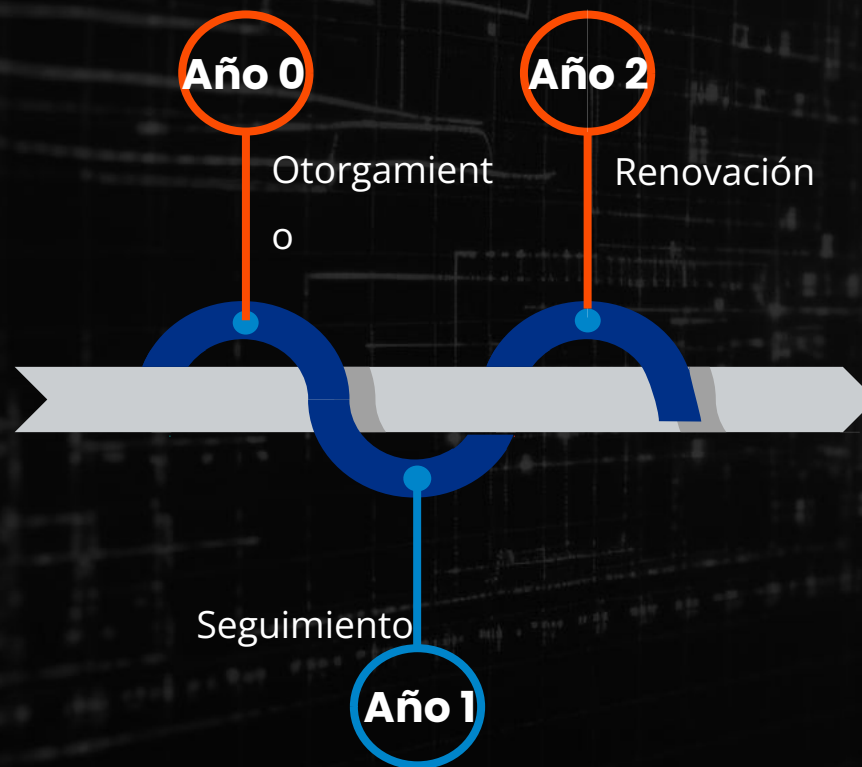 Año 0
Otorgamient
o
Año 2
Renovación
Seguimiento
Año 1